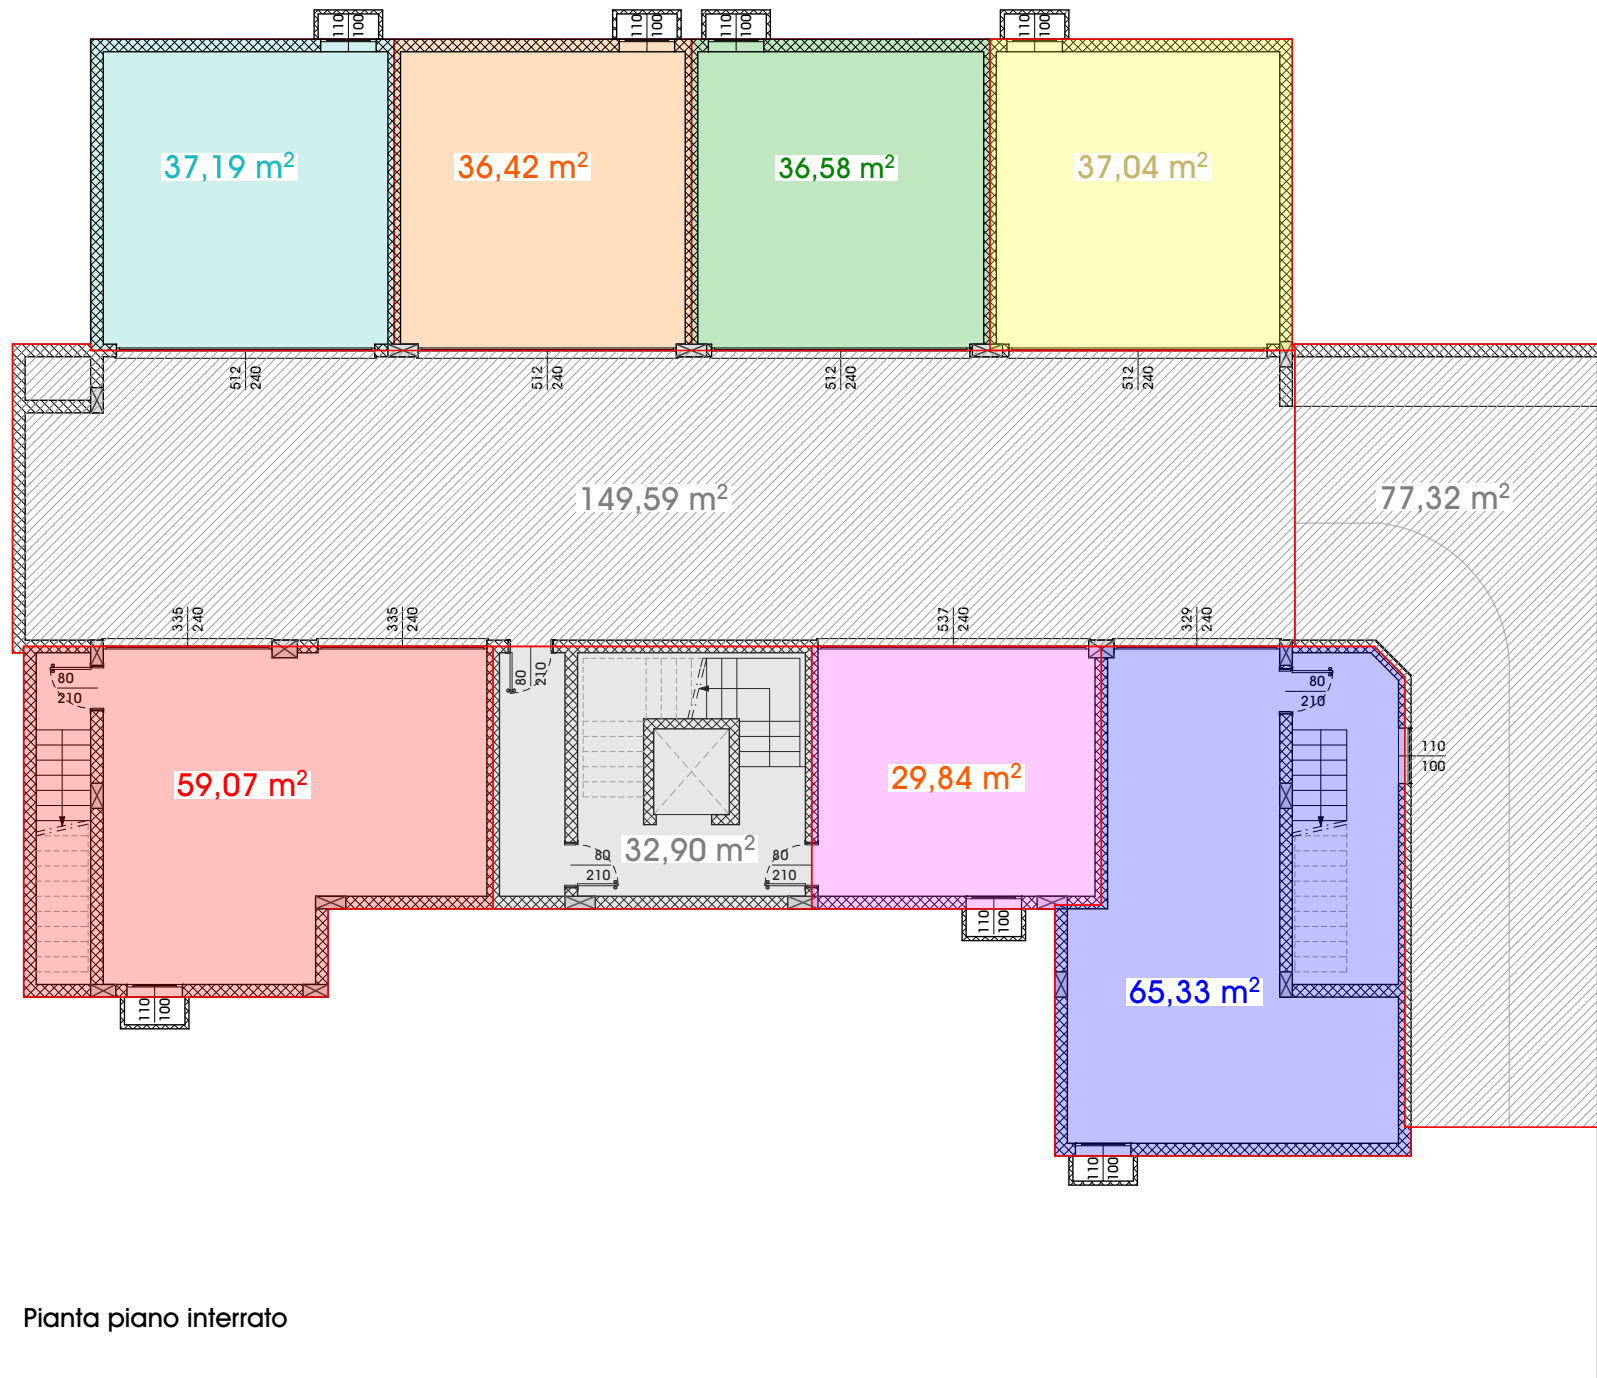 110 100
110 100
110 100
110 100
37,19 m²
36,42 m²
36,58 m²
37,04 m²
512 240
512 240
512 240
512 240
149,59 m²
77,32 m²
335 240
335 240
537 240
329 240
80
210
80 210
80
210
110
100
59,07 m²
29,84 m²
32,90 m²
80
210
80
210
110 100
65,33 m²
110 100
110 100
Pianta piano interrato